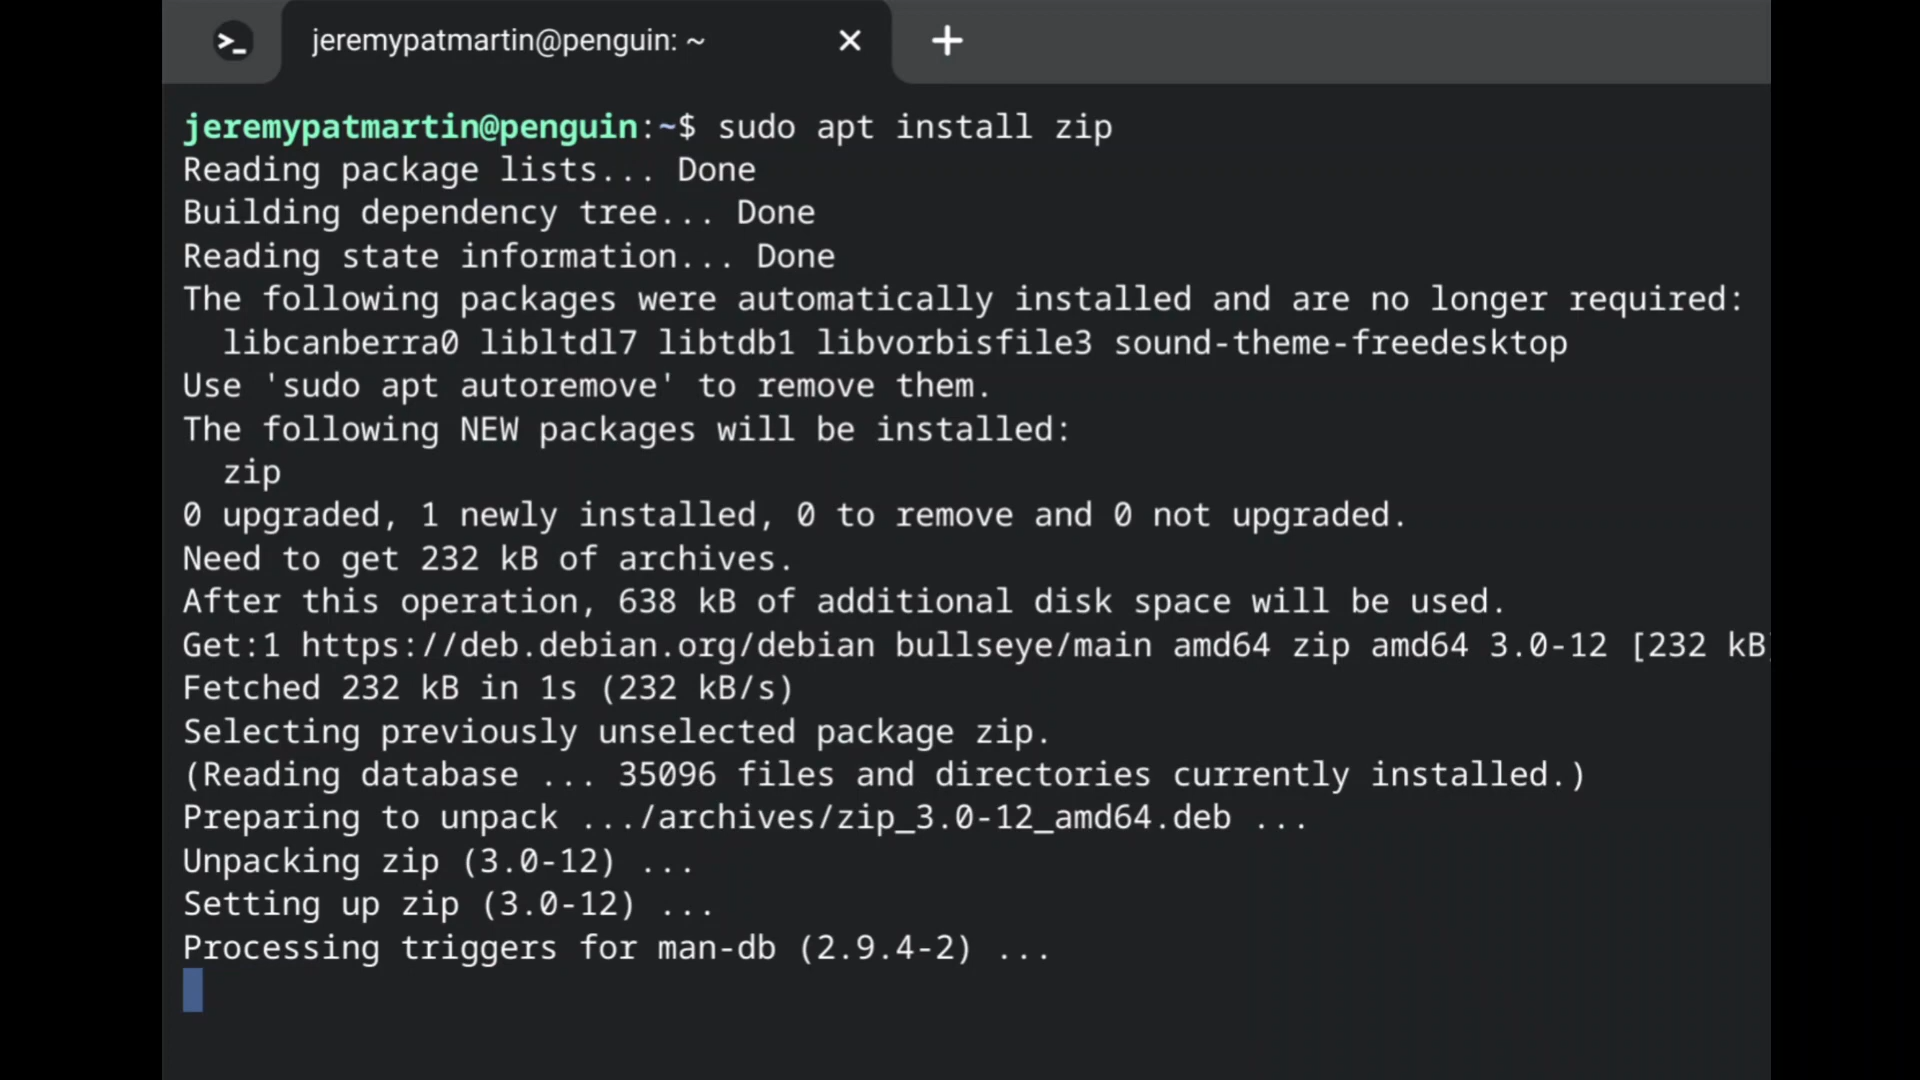 jeremypatmartin@penguin: ~
jeremypatmartin@penguin:~$ sudo apt install zip
Reading package lists... Done
Building dependency tree... Done
Reading state information... Done
The following packages were automatically installed and are no longer required:
  libcanberra0 libltdl7 libtdb1 libvorbisfile3 sound-theme-freedesktop
Use 'sudo apt autoremove' to remove them.
The following NEW packages will be installed:
  zip
0 upgraded, 1 newly installed, 0 to remove and 0 not upgraded.
Need to get 232 kB of archives.
After this operation, 638 kB of additional disk space will be used.
Get:1 https://deb.debian.org/debian bullseye/main amd64 zip amd64 3.0-12 [232 kB]
Fetched 232 kB in 1s (232 kB/s)
Selecting previously unselected package zip.
(Reading database ... 35096 files and directories currently installed.)
Preparing to unpack .../archives/zip_3.0-12_amd64.deb ...
Unpacking zip (3.0-12) ...
Setting up zip (3.0-12) ...
Processing triggers for man-db (2.9.4-2) ...